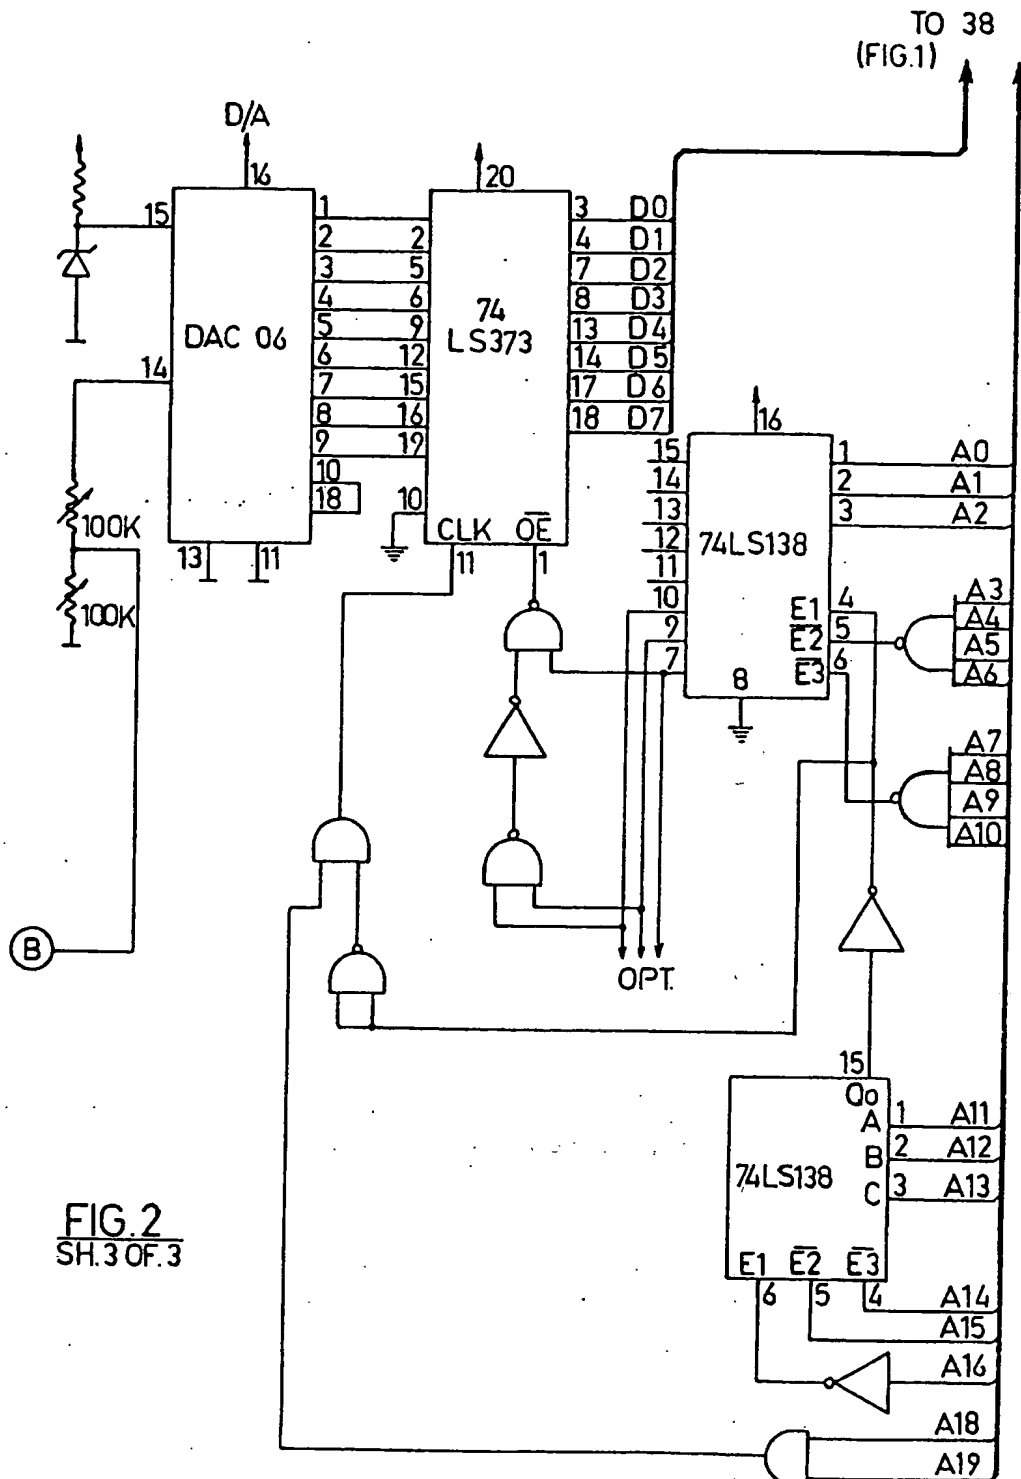 TO 38
(FIG.1)
D/A
16
15
14
DAC 06
1
2
3
4
5
6
7
8
9
10
18
13
11
20
2
5
6
9
12
15
16
19
10
74
LS373
CLK
OE
11
1
3 D0
4 D1
7 D2
8 D3
13 D4
14 D5
17 D6
18 D7
100K
100K
B
16
15
14
13
12
11
10
9
7
74LS138
1 A0
2 A1
3 A2
E1 4
E2 5
E3 6
8
A3
A4
A5
A6
A7
A8
A9
A10
OPT.
15
Qo
A 1 A11
B 2 A12
C 3 A13
74LS138
E1 E2 E3
6 5 4
A14
A15
A16
A18
A19
FIG.2
SH.3 OF.3